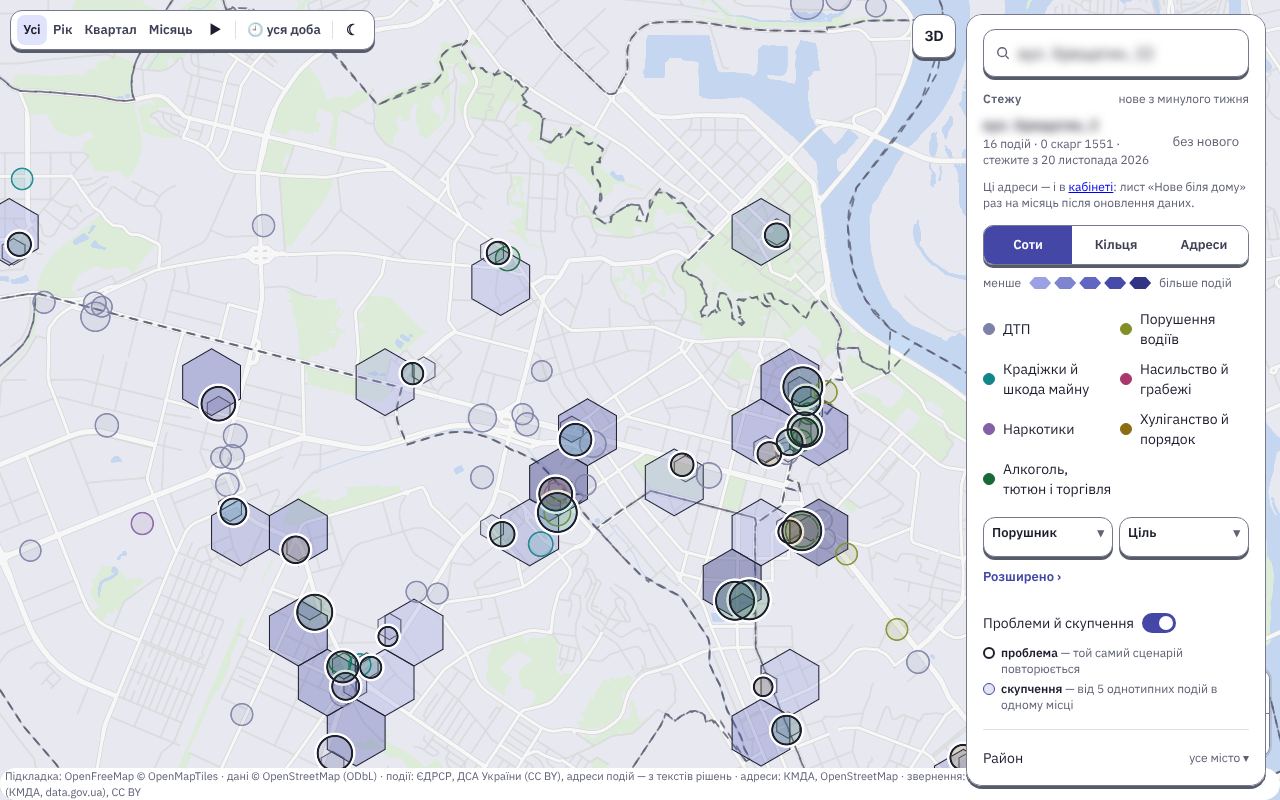 Усі Рік Квартал Місяць ▶ 🕘 уся доба ☾
3D
Стежу нове з минулого тижня
16 подій · 0 скарг 1551 · без нового
стежите з 20 листопада 2026
Ці адреси — і в кабінеті: лист «Нове біля дому»
раз на місяць після оновлення даних.
Соти Кільця Адреси
менше більше подій
ДТП
Порушення
водіїв
Крадіжки й
шкода майну
Насильство й
грабежі
Наркотики
Хуліганство й
порядок
Алкоголь,
тютюн і торгівля
Порушник ▾ Ціль ▾
Розширено ›
Проблеми й скупчення
проблема — той самий сценарій
повторюється
скупчення — від 5 однотипних подій в
одному місці
Район усе місто ▾
Підкладка: OpenFreeMap © OpenMapTiles · дані © OpenStreetMap (ODbL) · події: ЄДРСР, ДСА України (CC BY), адреси подій — з текстів рішень · адреси: КМДА, OpenStreetMap · звернення:
(КМДА, data.gov.ua), CC BY